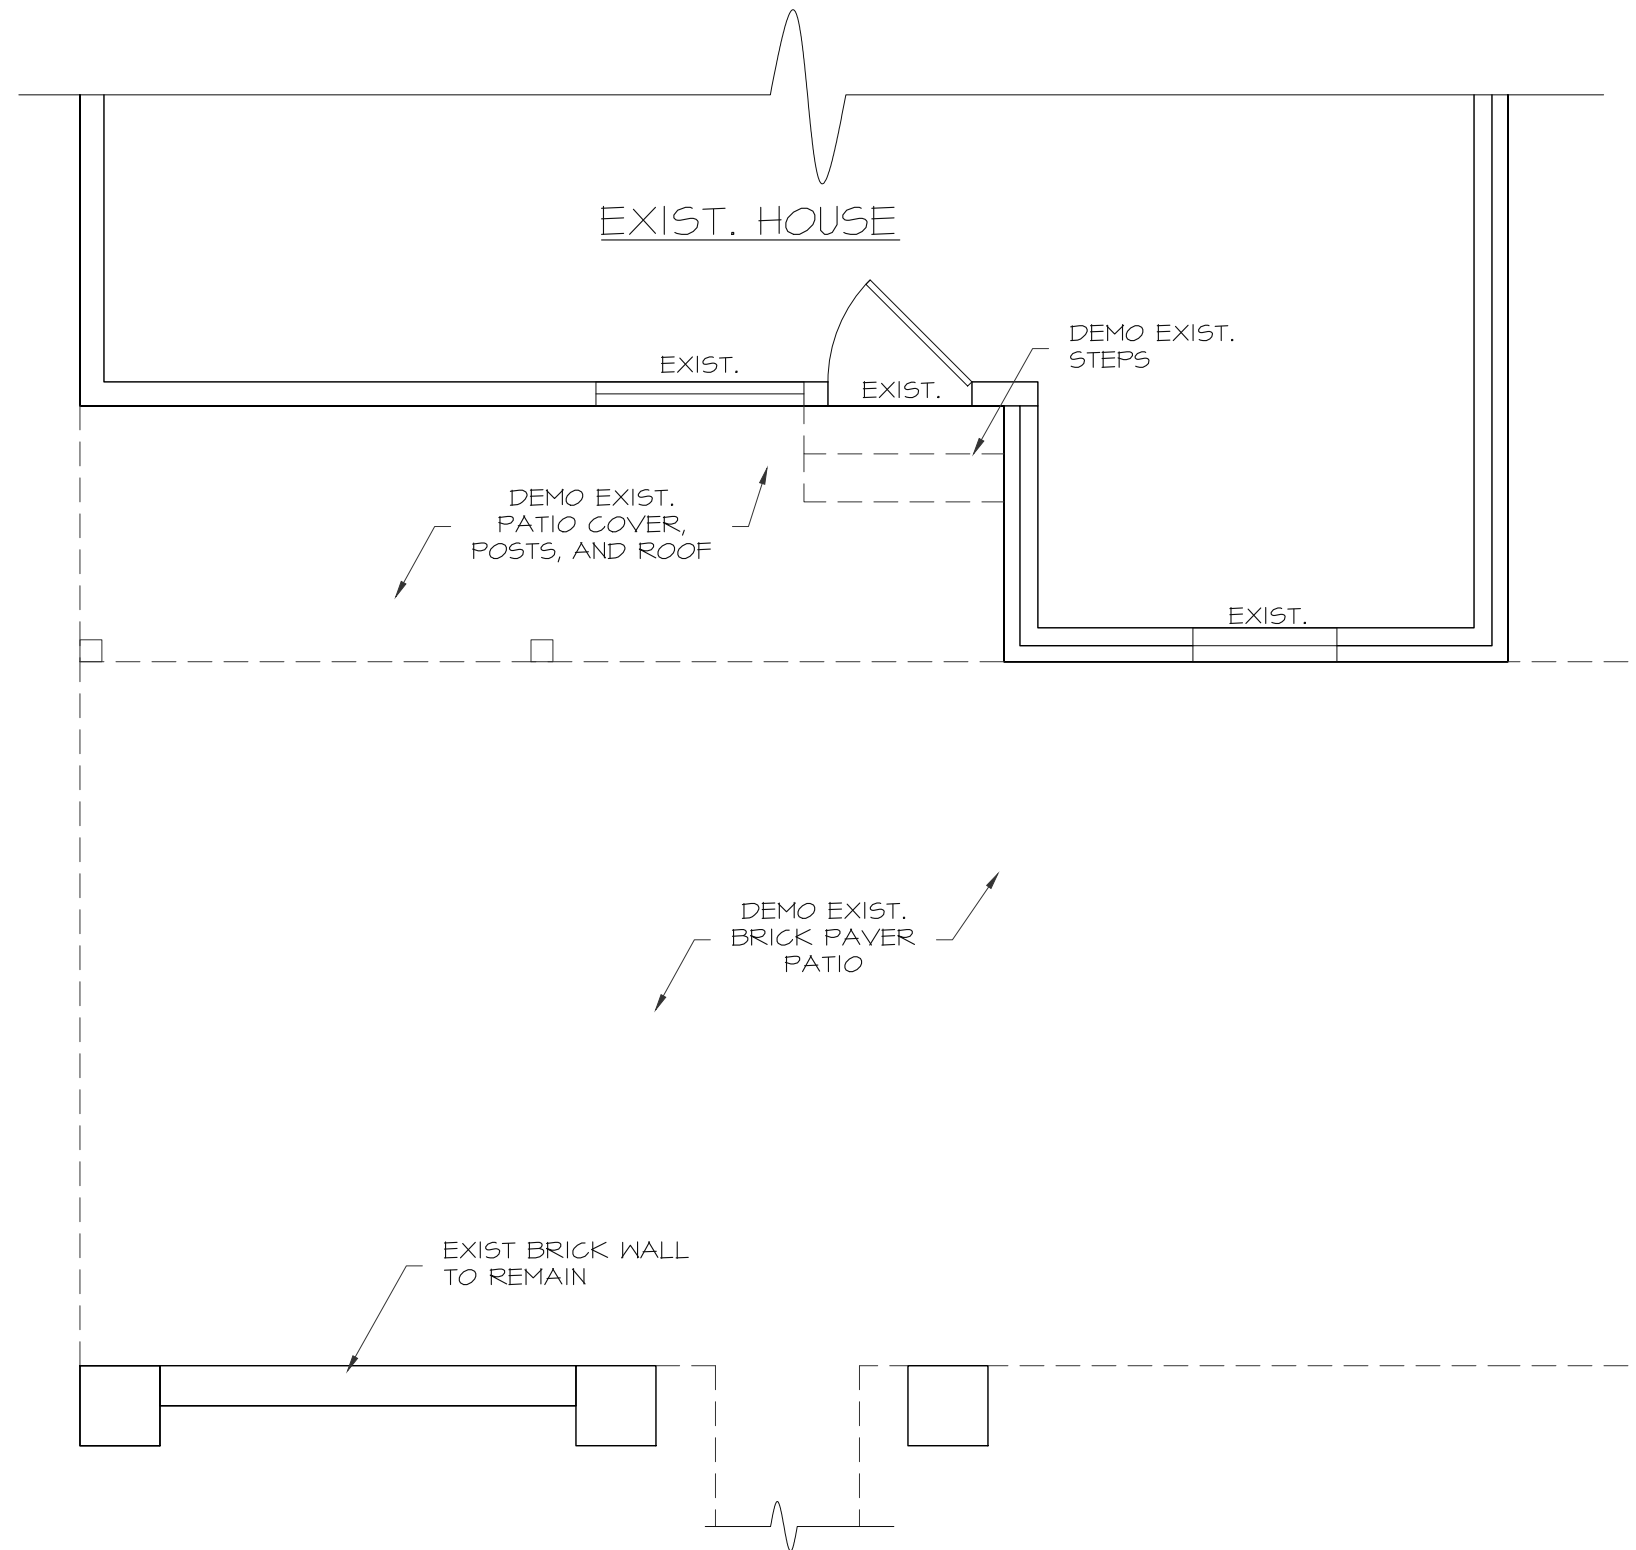 EXIST. HOUSE
DEMO EXIST.
STEPS
EXIST.
EXIST.
DEMO EXIST.
PATIO COVER,
POSTS, AND ROOF
EXIST.
DEMO EXIST.
BRICK PAVER
PATIO
EXIST BRICK WALL
TO REMAIN